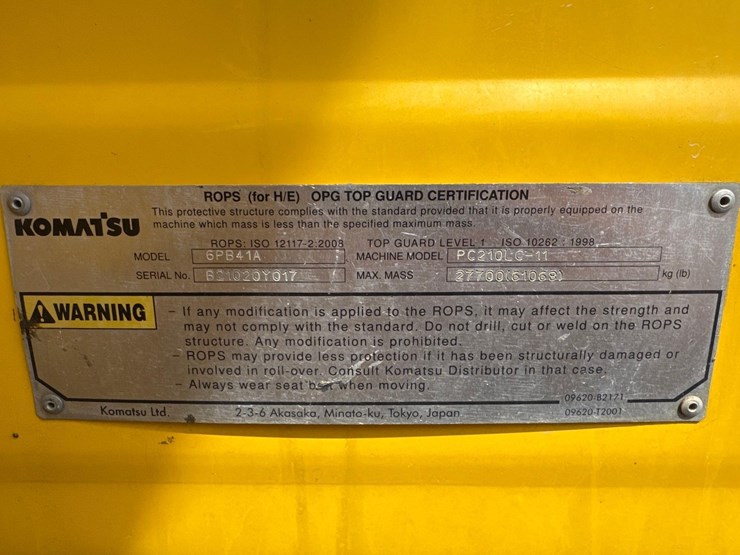 ROPS (for H/E) OPG TOP GUARD CERTIFICATION
KOMATSU
This protective structure complies with the standard provided that it is properly equipped on the
machine which mass is less than the specified maximum mass.
ROPS: ISO 12117-2:2008 TOP GUARD LEVEL 1 ISO 10262 : 1998
MODEL 6PB41A MACHINE MODEL PC210LC-11
SERIAL No. MAX. MASS 27700(61068) kg (lb)
WARNING
- If any modification is applied to the ROPS, it may affect the strength and
may not comply with the standard. Do not drill, cut or weld on the ROPS
structure. Any modification is prohibited.
- ROPS may provide less protection if it has been structurally damaged or
involved in roll-over. Consult Komatsu Distributor in that case.
- Always wear seat belt when moving.
09620-B2171
Komatsu Ltd. 2-3-6 Akasaka, Minato-ku, Tokyo, Japan 09620-T2001